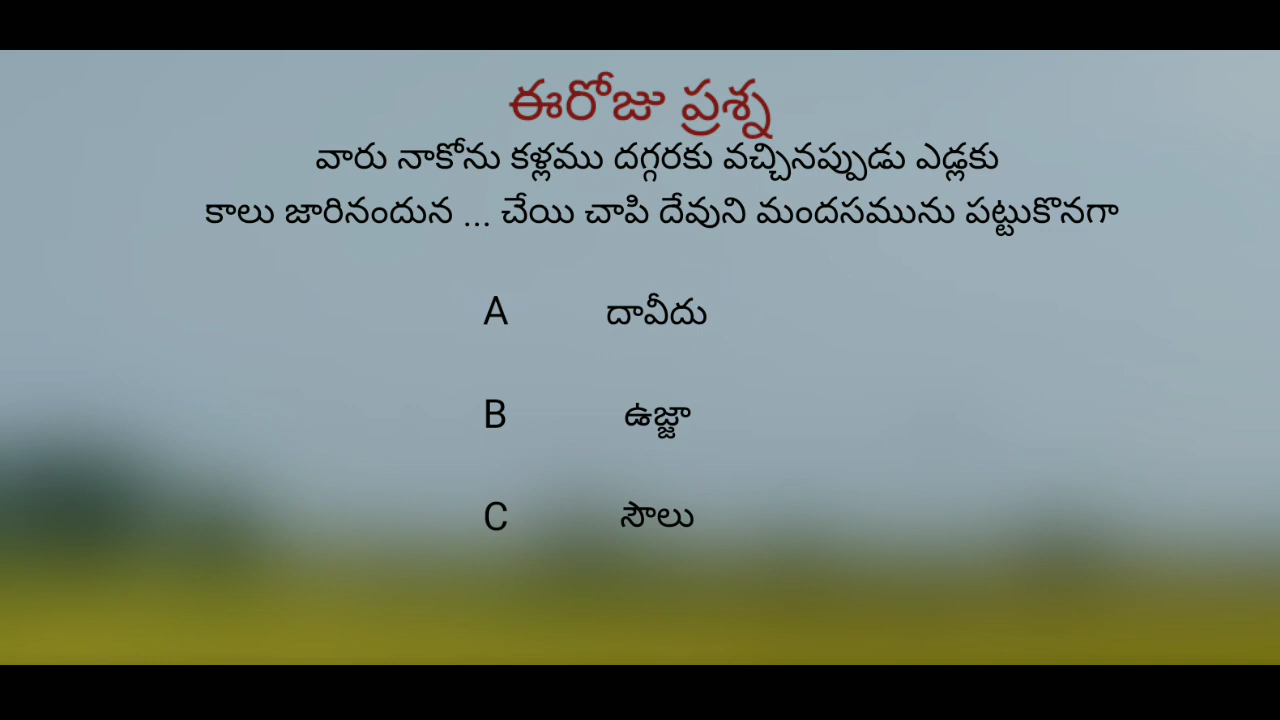 ఈరోజు ప్రశ్న
వారు నాకోను కళ్లము దగ్గరకు వచ్చినప్పుడు ఎడ్లకు
కాలు జారినందున ... చేయి చాపి దేవుని మందసమును పట్టుకొనగా
A దావీదు
B ఉజ్జా
C సౌలు